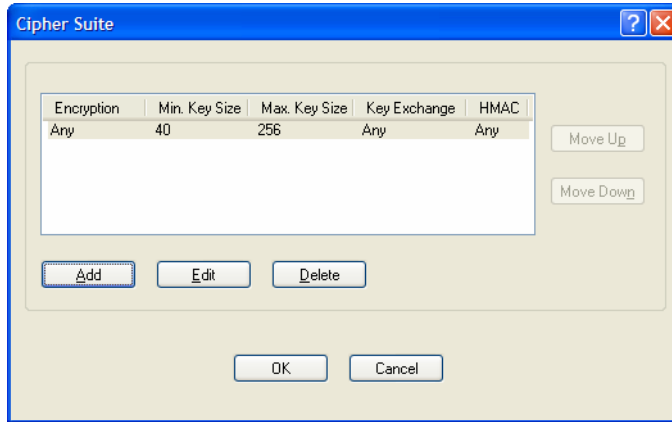 Cipher Suite
Encryption Min. Key Size Max. Key Size Key Exchange HMAC
Any 40 256 Any Any
Move Up
Move Down
Add Edit Delete
OK Cancel